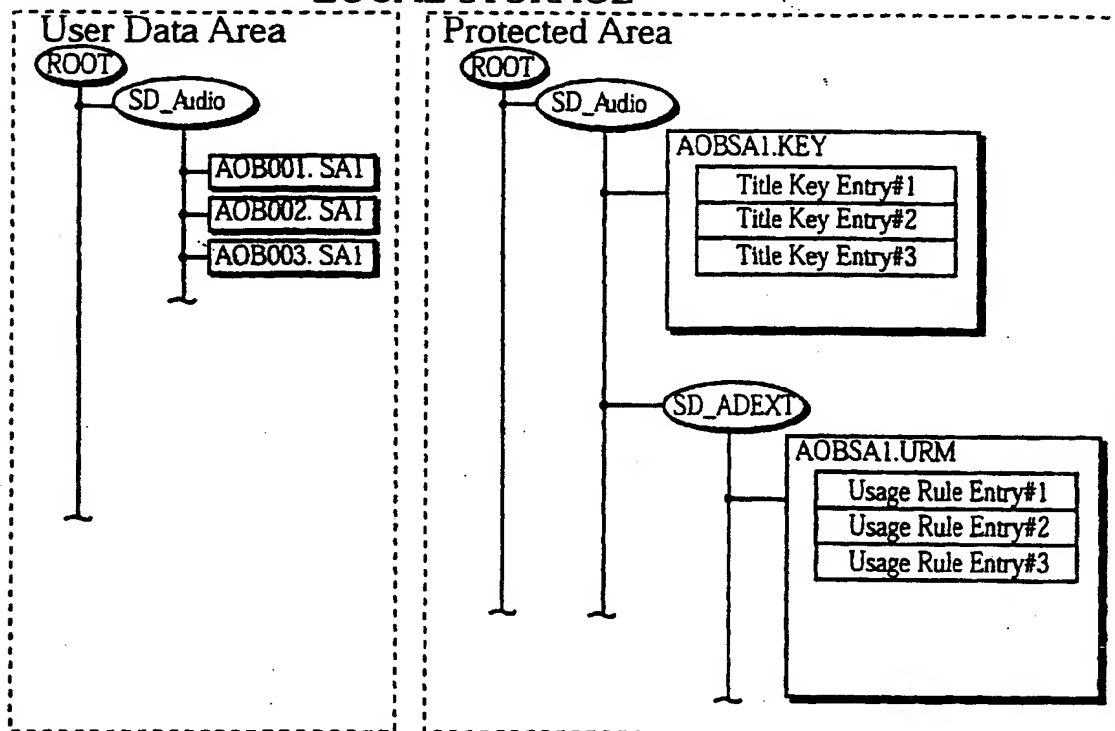 User Data Area
ROOT
SD_Audio
AOB001. SA1
AOB002. SA1
AOB003. SA1
Protected Area
ROOT
SD_Audio
AOBSA1.KEY
Title Key Entry#1
Title Key Entry#2
Title Key Entry#3
SD_ADEXT
AOBSA1.URM
Usage Rule Entry#1
Usage Rule Entry#2
Usage Rule Entry#3